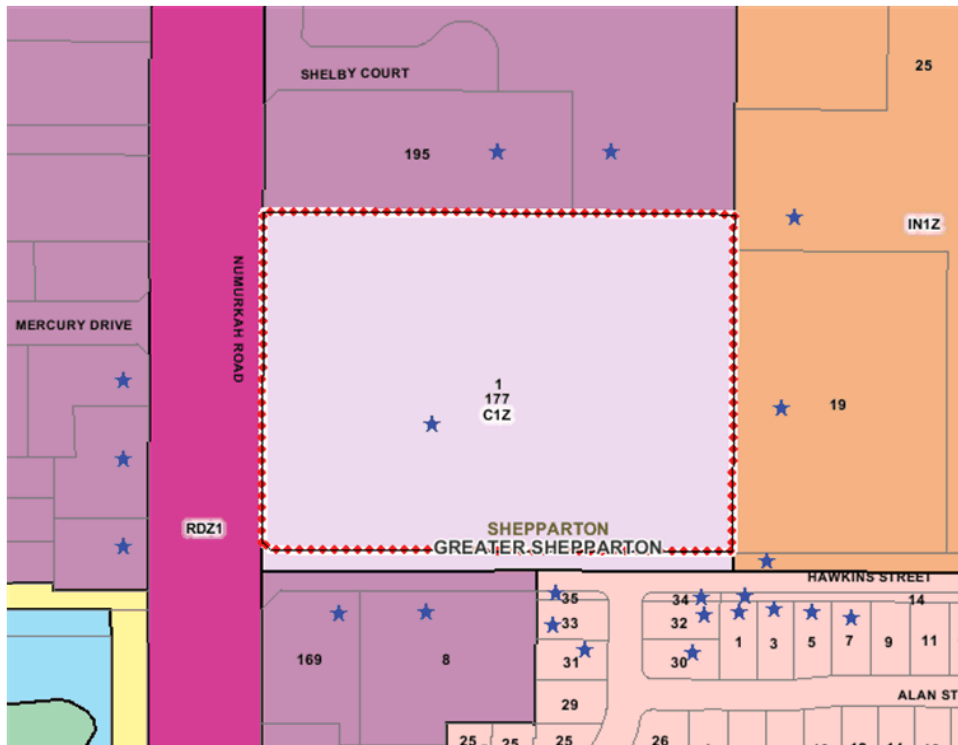 25
SHELBY COURT
195
IN1Z
NUMURKAH ROAD
MERCURY DRIVE
1
177
C1Z
19
RDZ1
SHEPPARTON
GREATER SHEPPARTON
HAWKINS STREET
35
34
14
33
32
1
3
5
7
9
11
169
8
31
30
29
ALAN ST
25
25
25
26